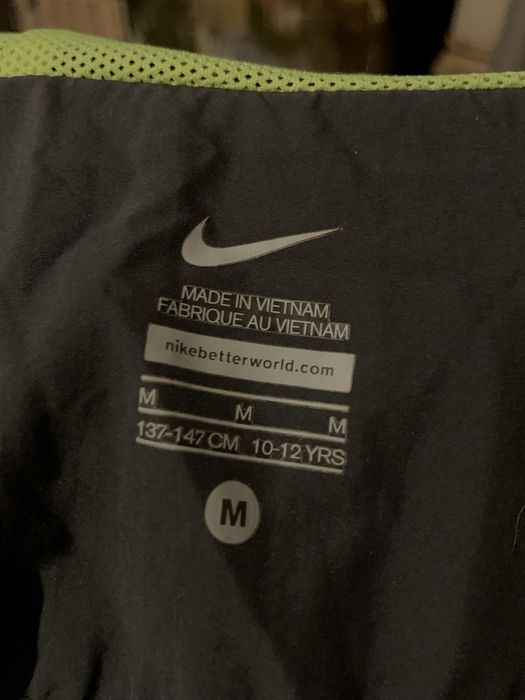 MADE IN VIETNAM
FABRIQUE AU VIETNAM
nikebetterworld.com
M M M
137-147 CM 10-12 YRS
M